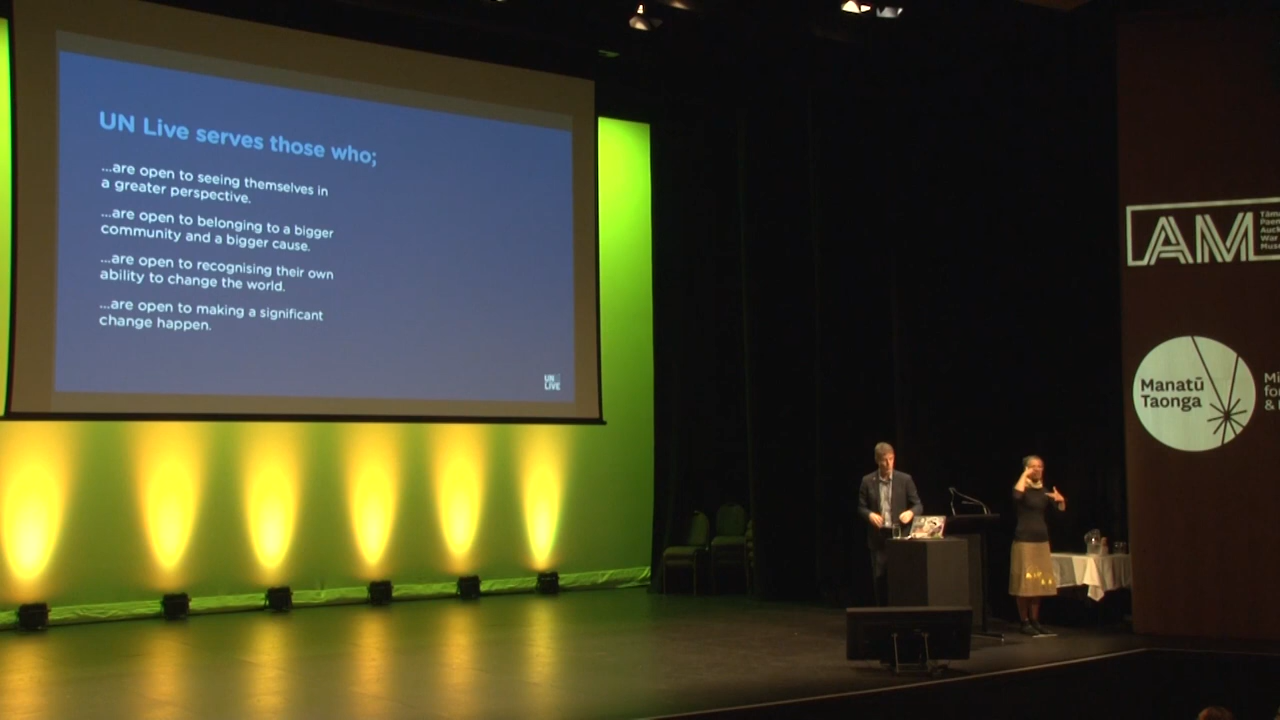 UN Live serves those who;
...are open to seeing themselves in
a greater perspective.
...are open to belonging to a bigger
community and a bigger cause.
...are open to recognising their own
ability to change the world.
...are open to making a significant
change happen.
UN
LIVE
AM
Manatū
Taonga